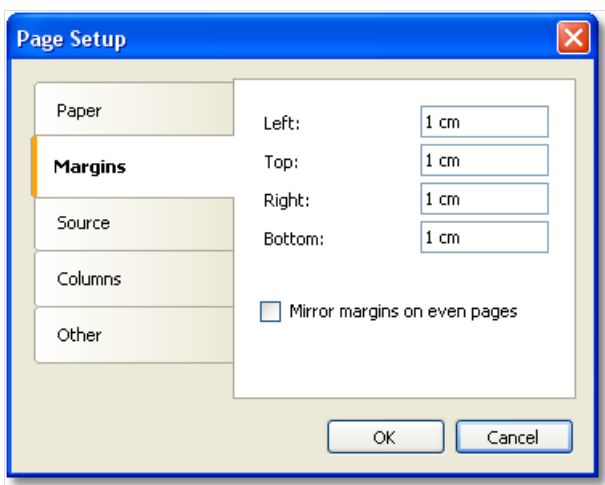 Page Setup
Paper
Margins
Source
Columns
Other
Left: 1 cm
Top: 1 cm
Right: 1 cm
Bottom: 1 cm
Mirror margins on even pages
OK Cancel